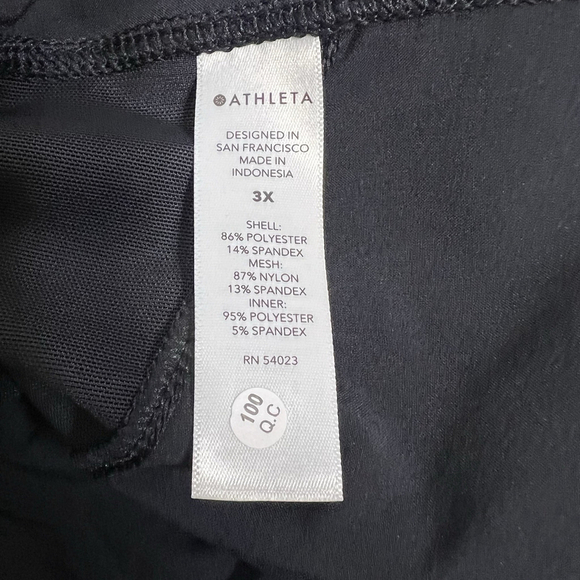 ATHLETA
DESIGNED IN
SAN FRANCISCO
MADE IN
INDONESIA
3X
SHELL:
86% POLYESTER
14% SPANDEX
MESH:
87% NYLON
13% SPANDEX
INNER:
95% POLYESTER
5% SPANDEX
RN 54023
100
Q.C